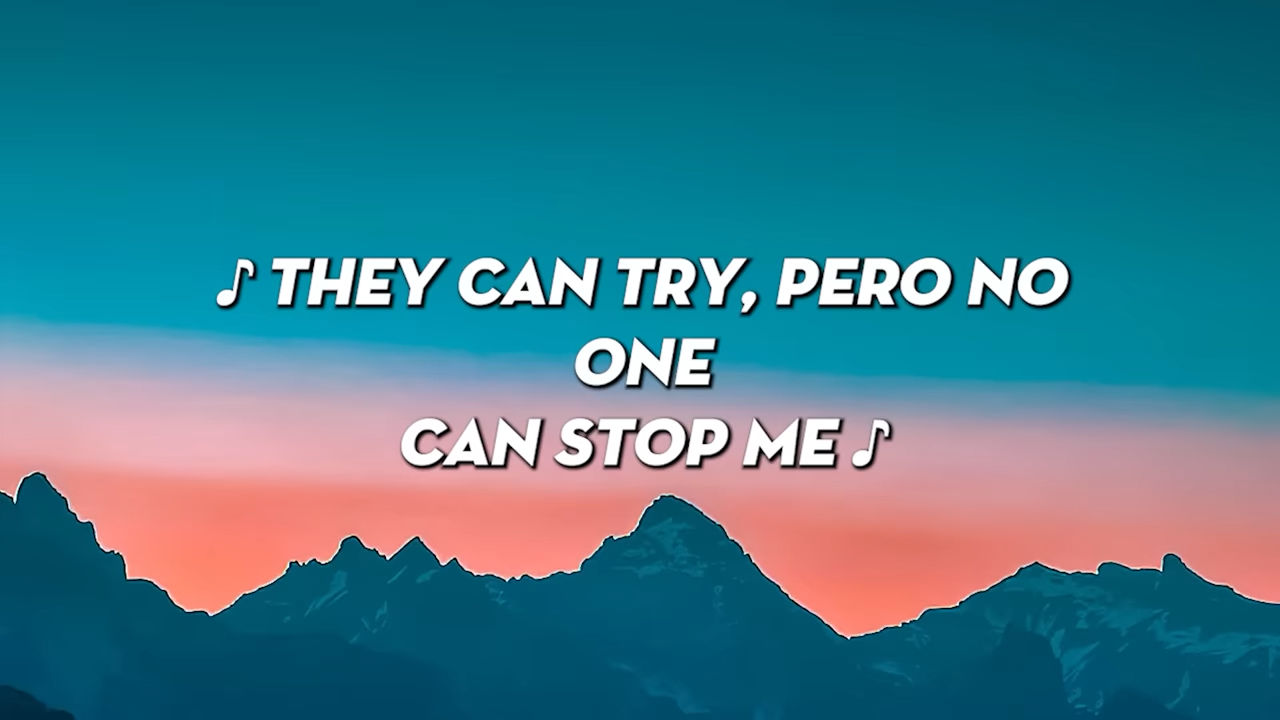 ♪ THEY CAN TRY, PERO NO
ONE
CAN STOP ME ♪